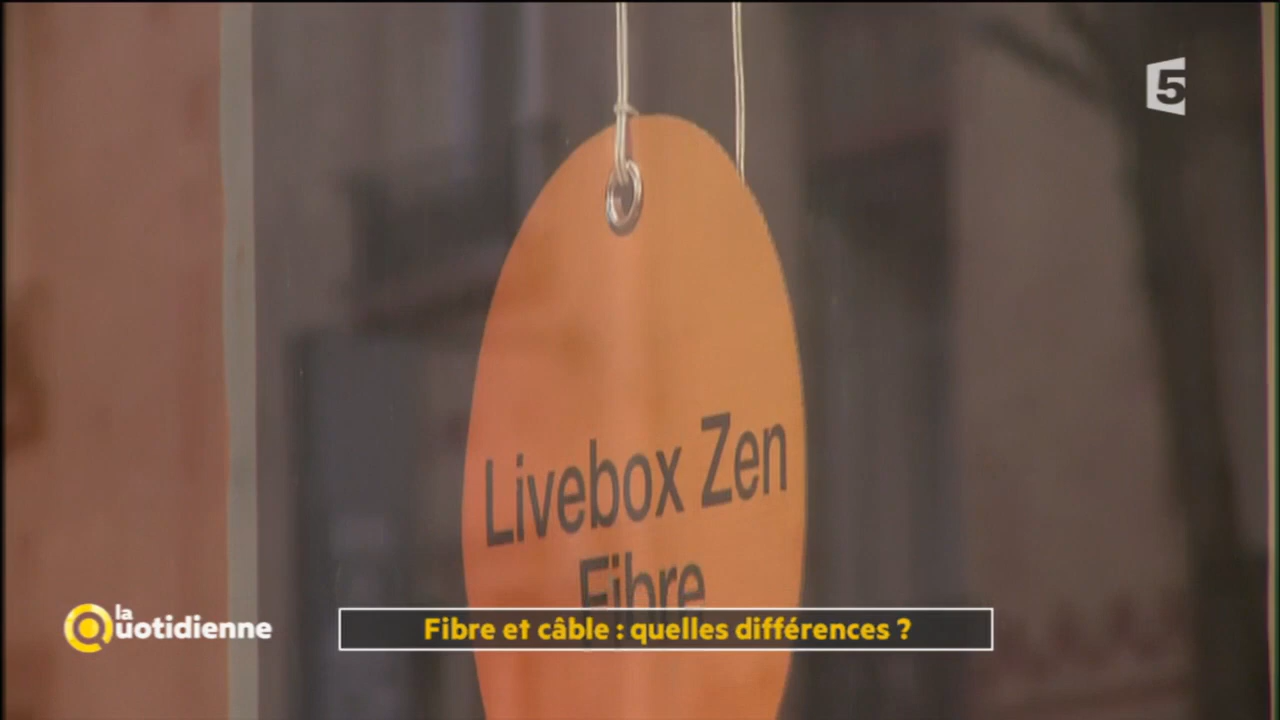 5
Livebox Zen
Fibre
la
Quotidienne
Fibre et câble : quelles différences ?